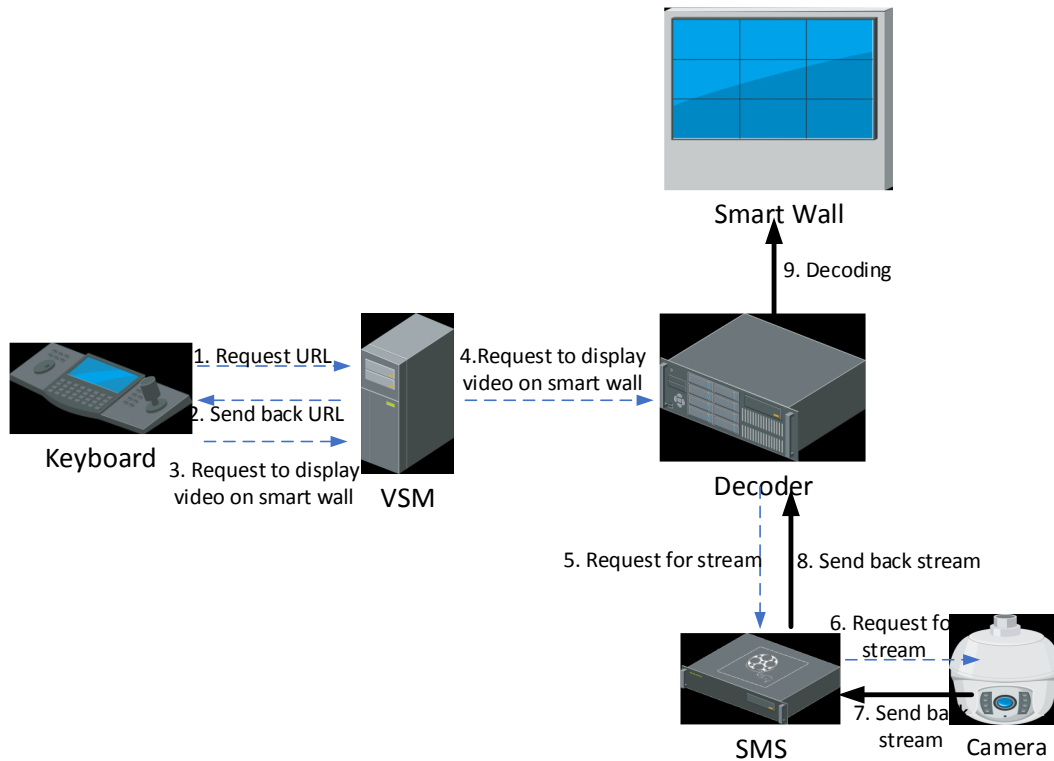 Smart Wall
9. Decoding
1. Request URL
4.Request to display
video on smart wall
2. Send back URL
Keyboard
3. Request to display
video on smart wall
VSM
Decoder
5. Request for stream
8. Send back stream
6. Request fo
stream
7. Send back
stream
SMS
Camera